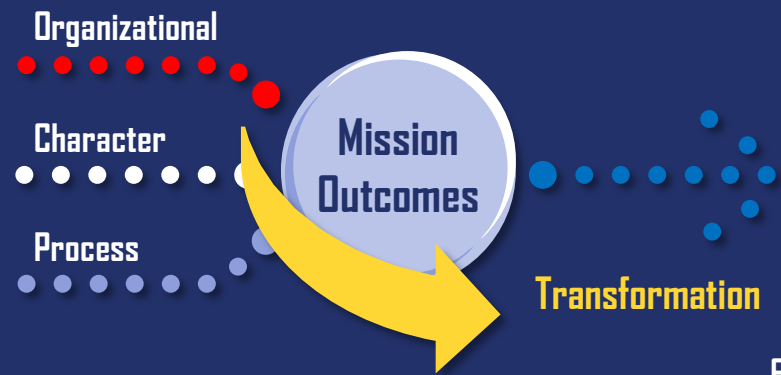 Organizational
Character
Process
Mission
Outcomes
Transformation